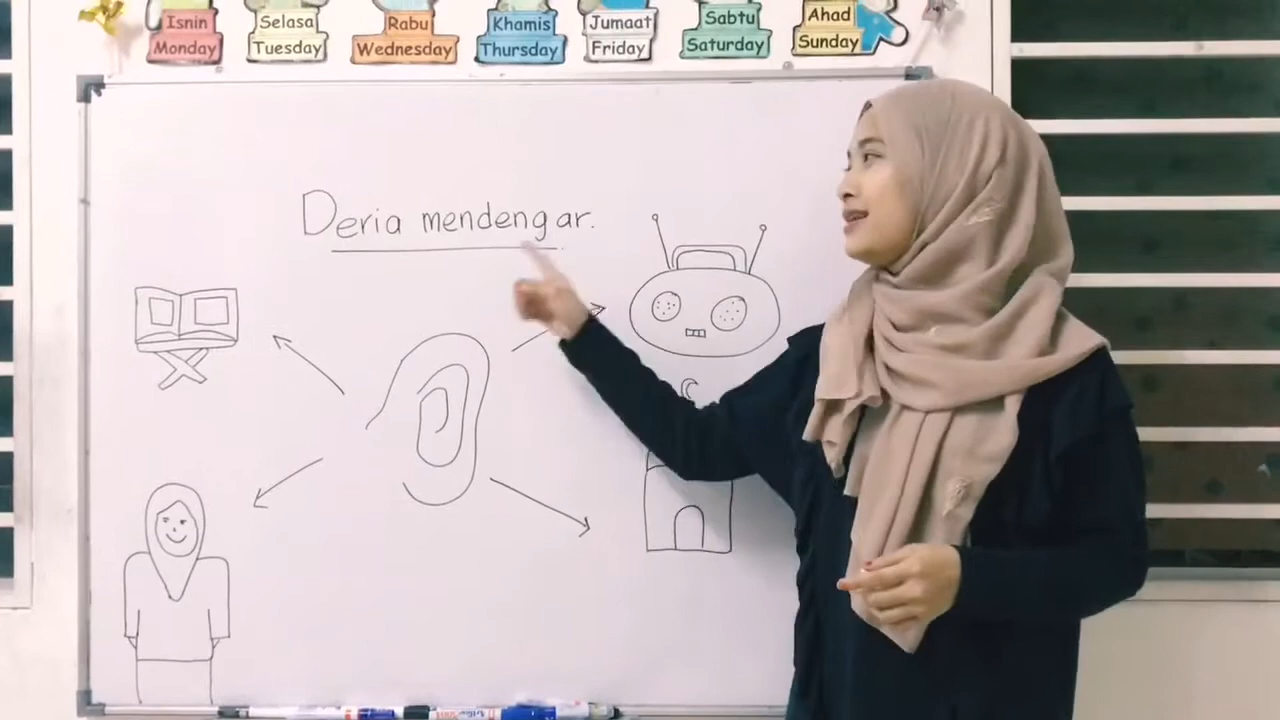 Isnin
Monday
Selasa
Tuesday
Rabu
Wednesday
Khamis
Thursday
Jumaat
Friday
Sabtu
Saturday
Ahad
Sunday
Deria mendengar.